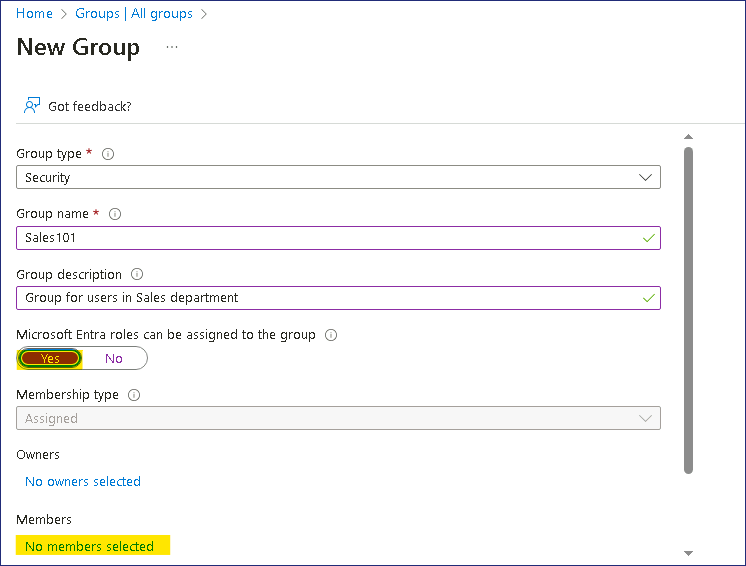 Home > Groups | All groups >
New Group ...
Got feedback?
Group type *
Security
Group name *
Sales101
Group description
Group for users in Sales department
Microsoft Entra roles can be assigned to the group
Yes No
Membership type
Assigned
Owners
No owners selected
Members
No members selected